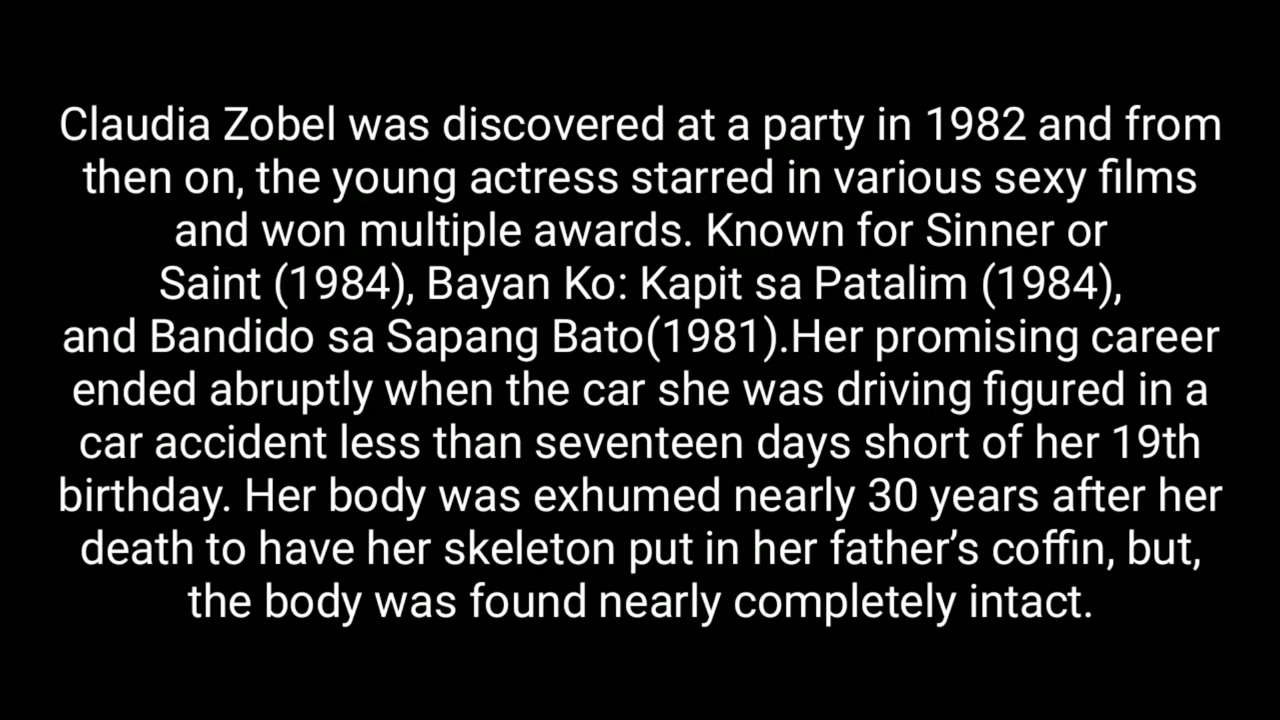 Claudia Zobel was discovered at a party in 1982 and from
then on, the young actress starred in various sexy films
and won multiple awards. Known for Sinner or
Saint (1984), Bayan Ko: Kapit sa Patalim (1984),
and Bandido sa Sapang Bato(1981).Her promising career
ended abruptly when the car she was driving figured in a
car accident less than seventeen days short of her 19th
birthday. Her body was exhumed nearly 30 years after her
death to have her skeleton put in her father’s coffin, but,
the body was found nearly completely intact.